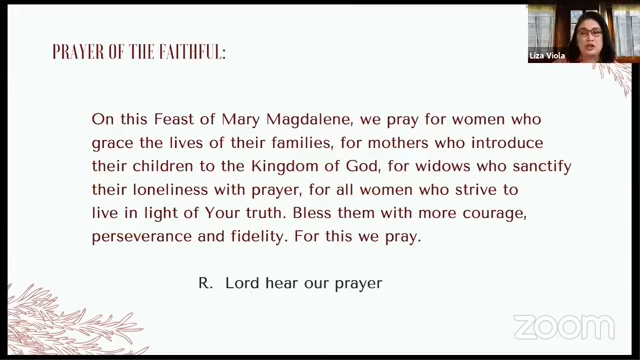 Liza Viola
PRAYER OF THE FAITHFUL:
On this Feast of Mary Magdalene, we pray for women who
grace the lives of their families, for mothers who introduce
their children to the Kingdom of God, for widows who sanctify
their loneliness with prayer, for all women who strive to
live in light of Your truth. Bless them with more courage,
perseverance and fidelity. For this we pray.
R. Lord hear our prayer
zoom